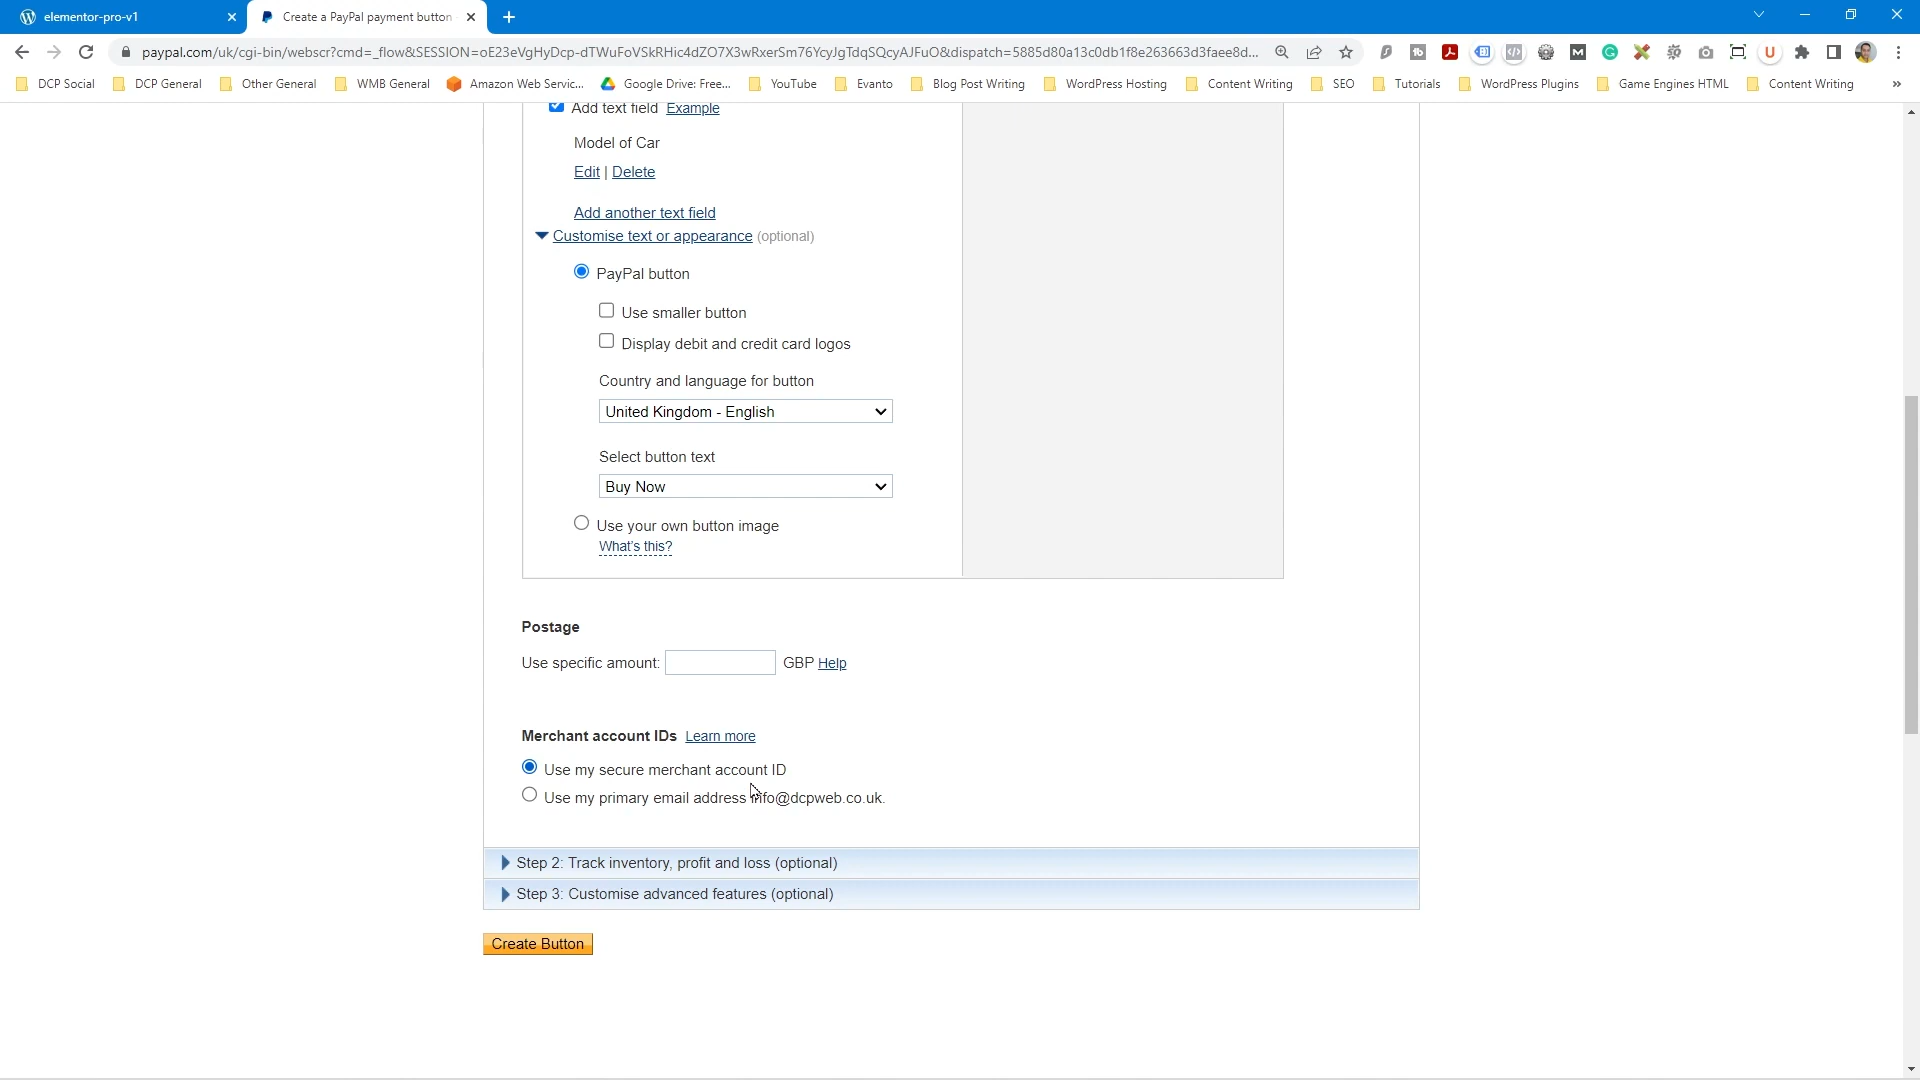 elementor-pro-v1
Create a PayPal payment button
paypal.com/uk/cgi-bin/webscr?cmd=_flow&SESSION=oE23eVgHyDcp-dTWuFoVSkRHic4dZO7X3wRxerSm76YcyJgTdqSQcyAJFuO&dispatch=5885d80a13c0db1f8e263663d3faee8d...
DCP Social DCP General Other General WMB General Amazon Web Servic... Google Drive: Free... YouTube Evanto Blog Post Writing WordPress Hosting Content Writing SEO Tutorials WordPress Plugins Game Engines HTML Content Writing »
Add text field Example
Model of Car
Edit | Delete
Add another text field
Customise text or appearance (optional)
PayPal button
Use smaller button
Display debit and credit card logos
Country and language for button
United Kingdom - English
Select button text
Buy Now
Use your own button image
What's this?
Postage
Use specific amount: GBP Help
Merchant account IDs Learn more
Use my secure merchant account ID
Use my primary email address info@dcpweb.co.uk.
Step 2: Track inventory, profit and loss (optional)
Step 3: Customise advanced features (optional)
Create Button